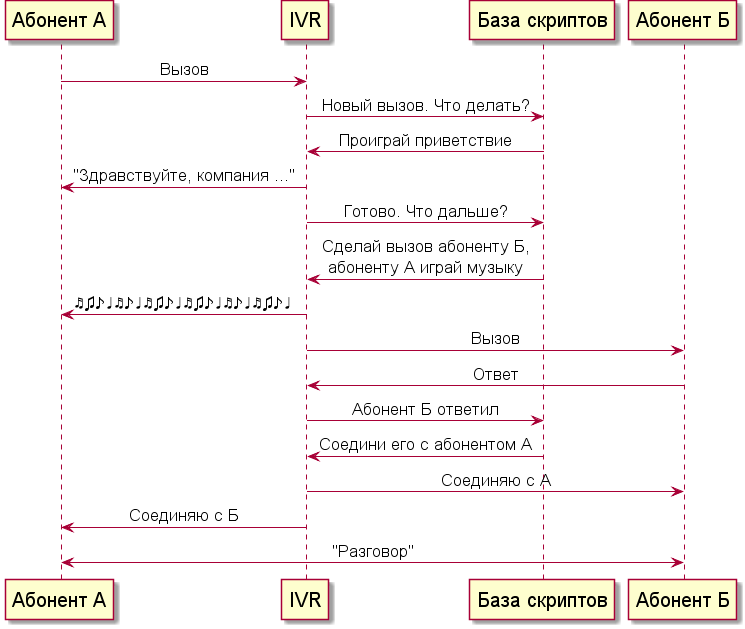 Абонент А
IVR
База скриптов
Абонент Б
Вызов
Новый вызов. Что делать?
Проиграй приветствие
"Здравствуйте, компания ..."
Готово. Что дальше?
Сделай вызов абоненту Б,
абоненту А играй музыку
♫♫♪♩♫♪♩♫♫♪♩♫♫♪♩♫♪♩♫♫♪♩
Вызов
Ответ
Абонент Б ответил
Соедини его с абонентом А
Соединяю с А
Соединяю с Б
"Разговор"
Абонент А
IVR
База скриптов
Абонент Б